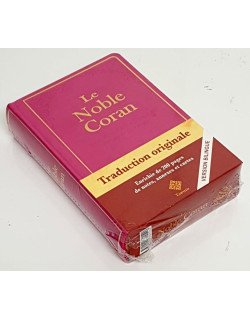 Le
Noble
Coran
Traduction originale
Enrichie de 200 pages
de notes, annexes et cartes
VERSION BILINGUE